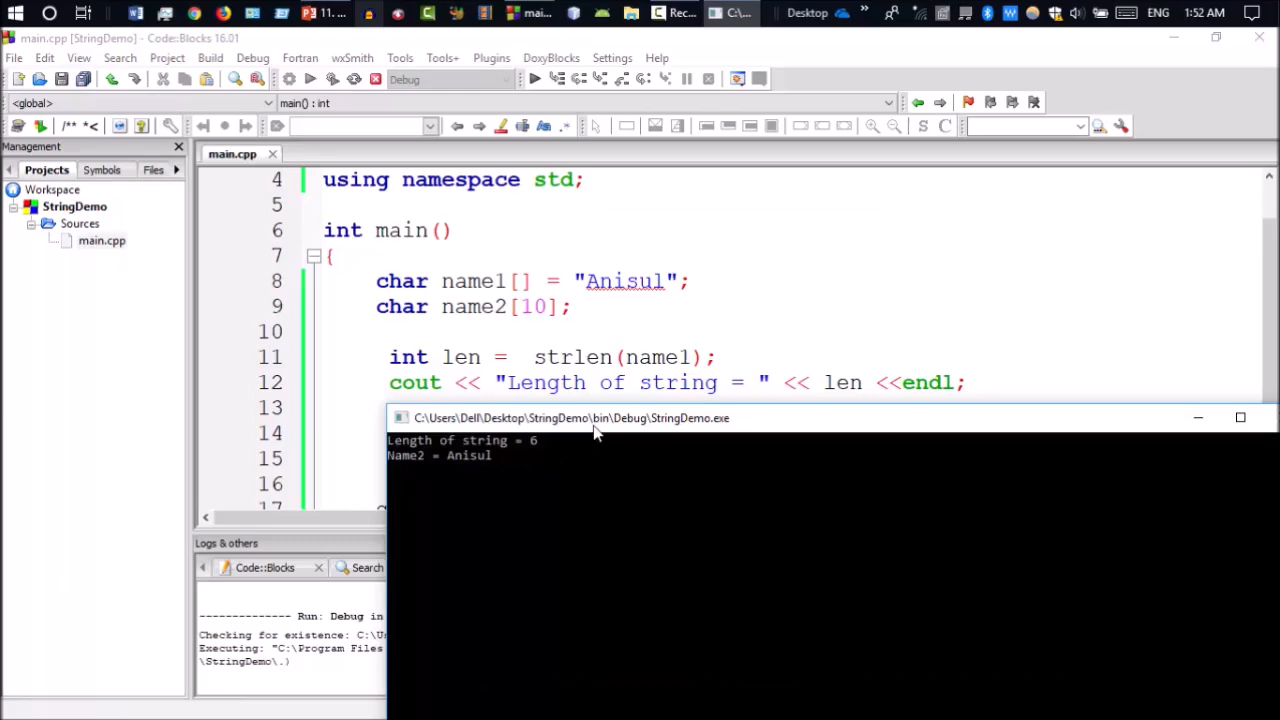 11. ...
mai...
Rec...
C:\...
Desktop
»
ENG
1:52 AM
main.cpp [StringDemo] - Code::Blocks 16.01
File Edit View Search Project Build Debug Fortran wxSmith Tools Tools+ Plugins DoxyBlocks Settings Help
Debug
<global>
main() : int
/** *<
S C
Management
main.cpp
Projects Symbols Files
Workspace
StringDemo
Sources
main.cpp
4 using namespace std;
5
6 int main()
7 {
8 char name1[] = "Anisul";
9 char name2[10];
10
11 int len = strlen(name1);
12 cout << "Length of string = " << len <<endl;
13
14
15
16
17
C:\Users\Dell\Desktop\StringDemo\bin\Debug\StringDemo.exe
Length of string = 6
Name2 = Anisul
Logs & others
Code::Blocks
Search
-------------- Run: Debug in
Checking for existence: C:\Us
Executing: "C:\Program Files
\StringDemo\.)